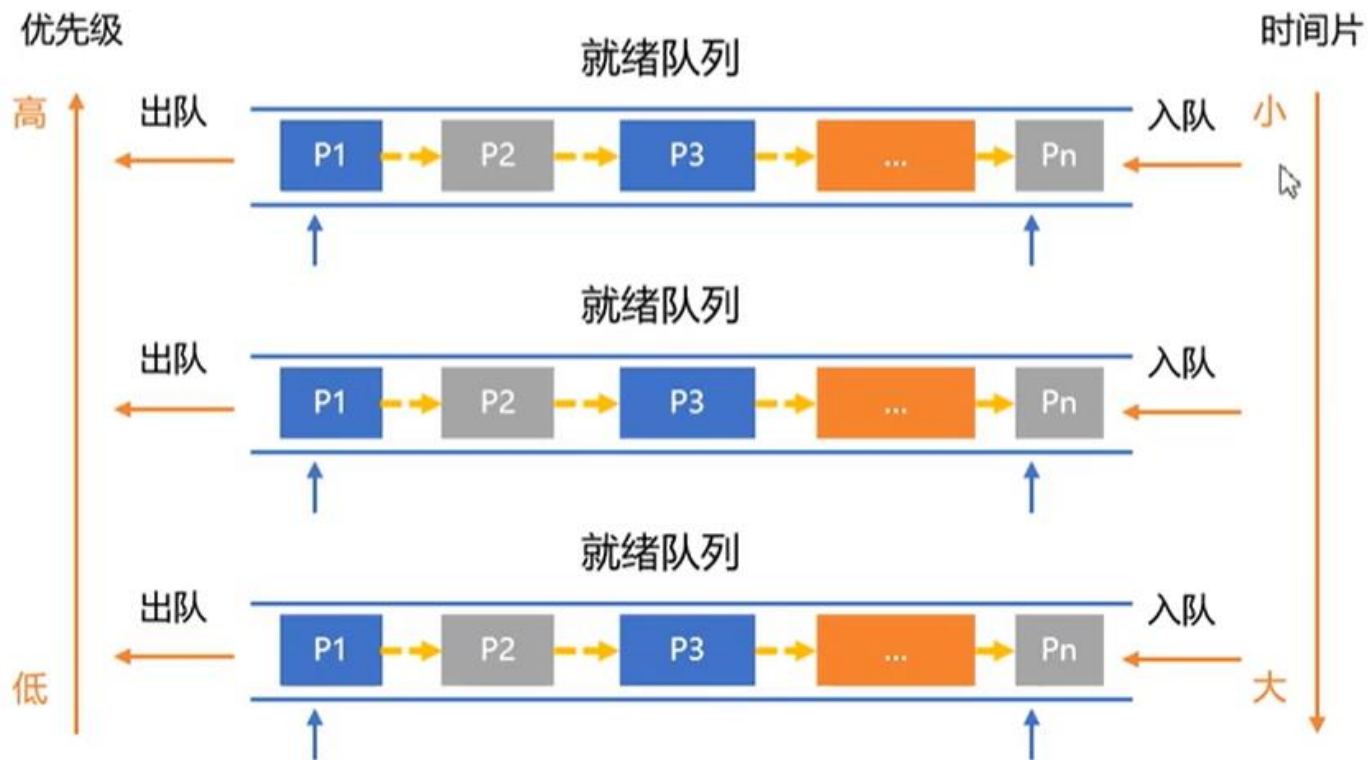 优先级
时间片
就绪队列
高
出队
入队
小
P1 P2 P3 ... Pn
就绪队列
出队
入队
P1 P2 P3 ... Pn
就绪队列
出队
入队
P1 P2 P3 ... Pn
低
大